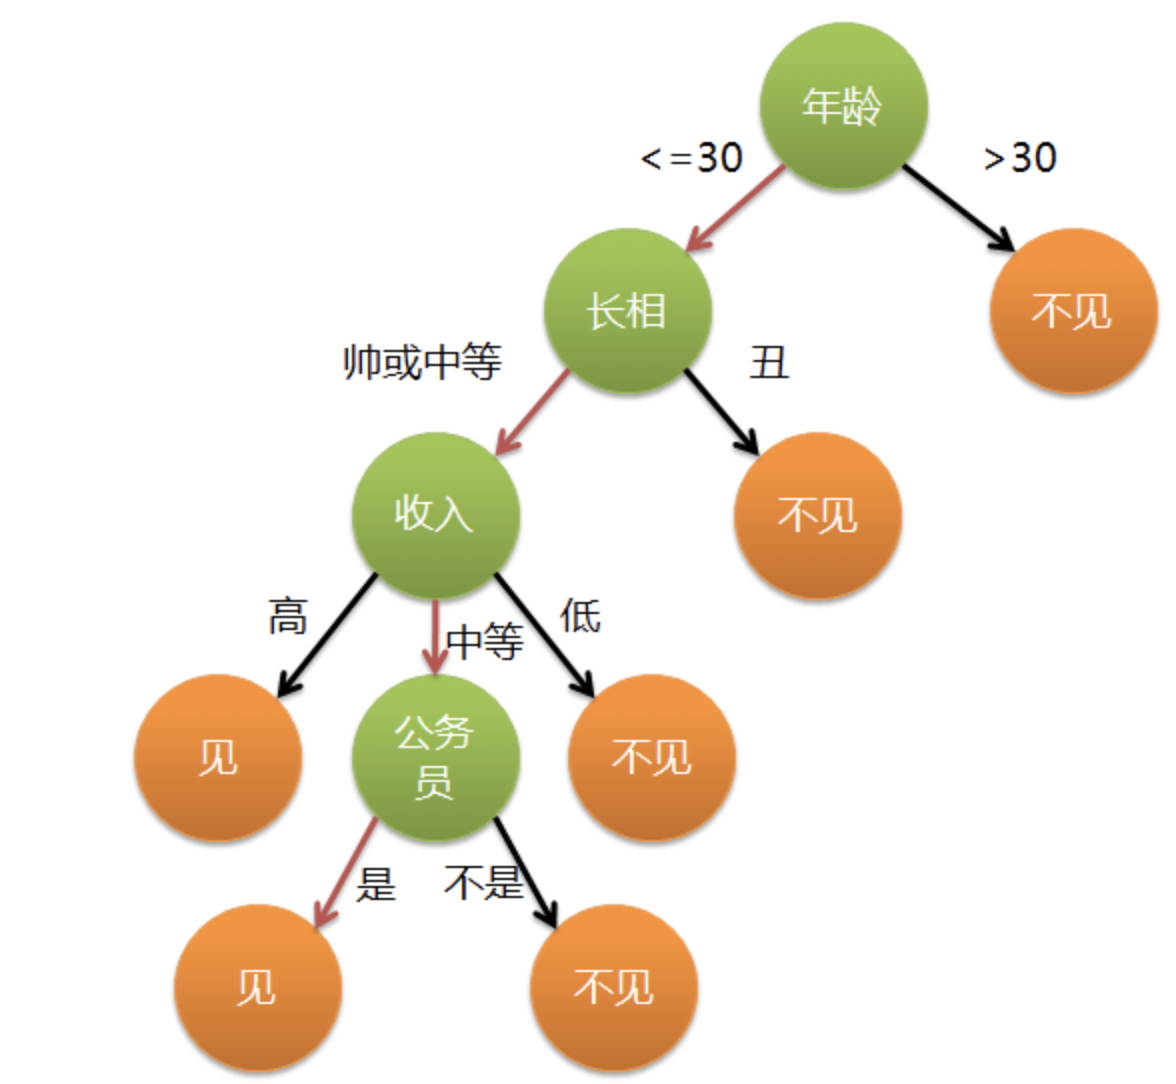 年龄
<=30
>30
长相
不见
帅或中等
丑
收入
不见
高
中等
低
见
公务
员
不见
是
不是
见
不见